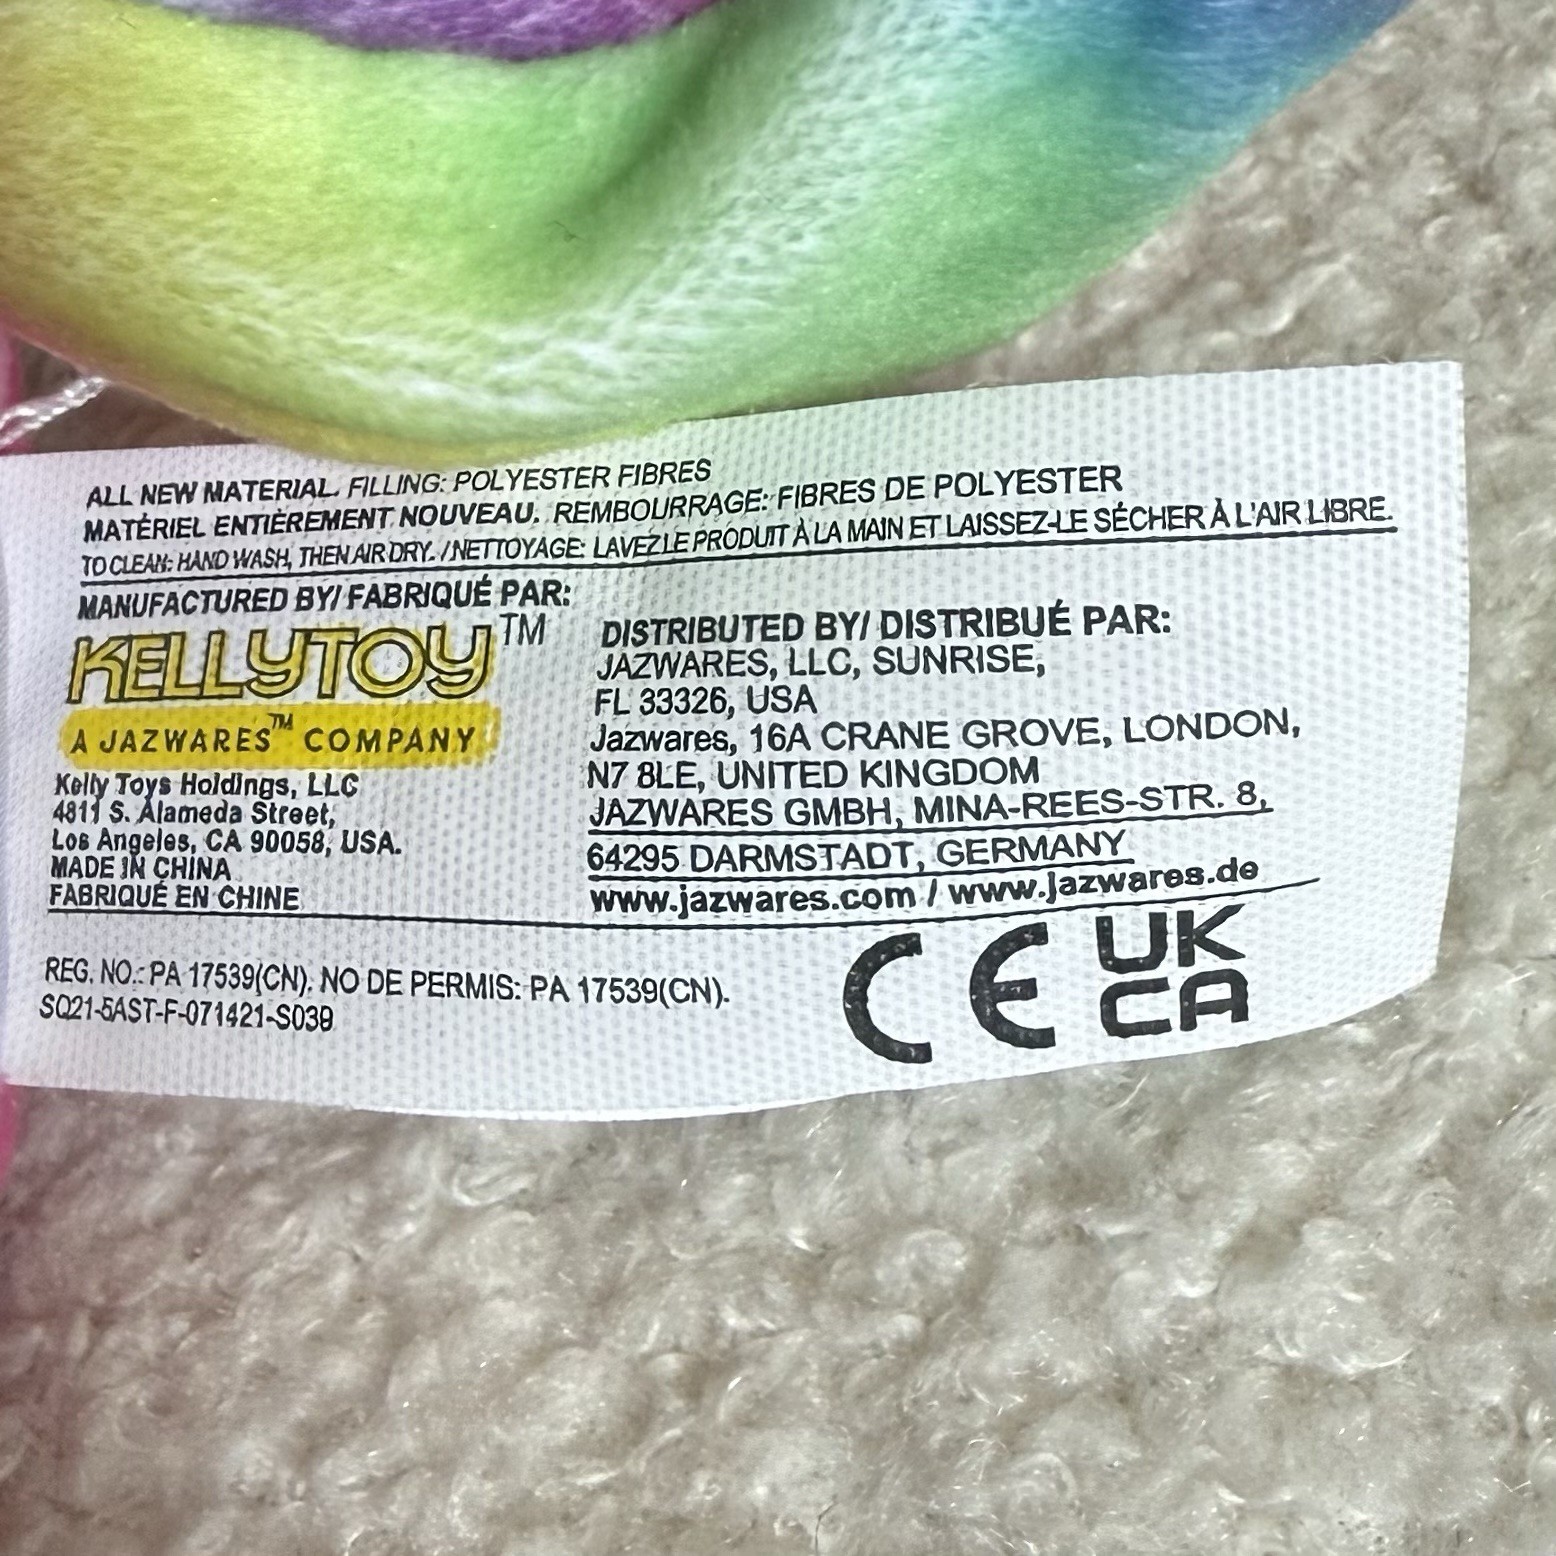 ALL NEW MATERIAL. FILLING: POLYESTER FIBRES
MATÉRIEL ENTIÈREMENT NOUVEAU. REMBOURRAGE: FIBRES DE POLYESTER
TO CLEAN: HAND WASH, THEN AIR DRY. / NETTOYAGE: LAVEZ LE PRODUIT À LA MAIN ET LAISSEZ-LE SÉCHER À L'AIR LIBRE.
MANUFACTURED BY/ FABRIQUÉ PAR:
KELLYTOY™
A JAZWARES™ COMPANY
Kelly Toys Holdings, LLC
4811 S. Alameda Street,
Los Angeles, CA 90058, USA.
MADE IN CHINA
FABRIQUÉ EN CHINE
DISTRIBUTED BY/ DISTRIBUÉ PAR:
JAZWARES, LLC, SUNRISE,
FL 33326, USA
Jazwares, 16A CRANE GROVE, LONDON,
N7 8LE, UNITED KINGDOM
JAZWARES GMBH, MINA-REES-STR. 8,
64295 DARMSTADT, GERMANY
www.jazwares.com / www.jazwares.de
REG. NO.: PA 17539(CN). NO DE PERMIS: PA 17539(CN).
SQ21-5AST-F-071421-S039
CE
UK
CA